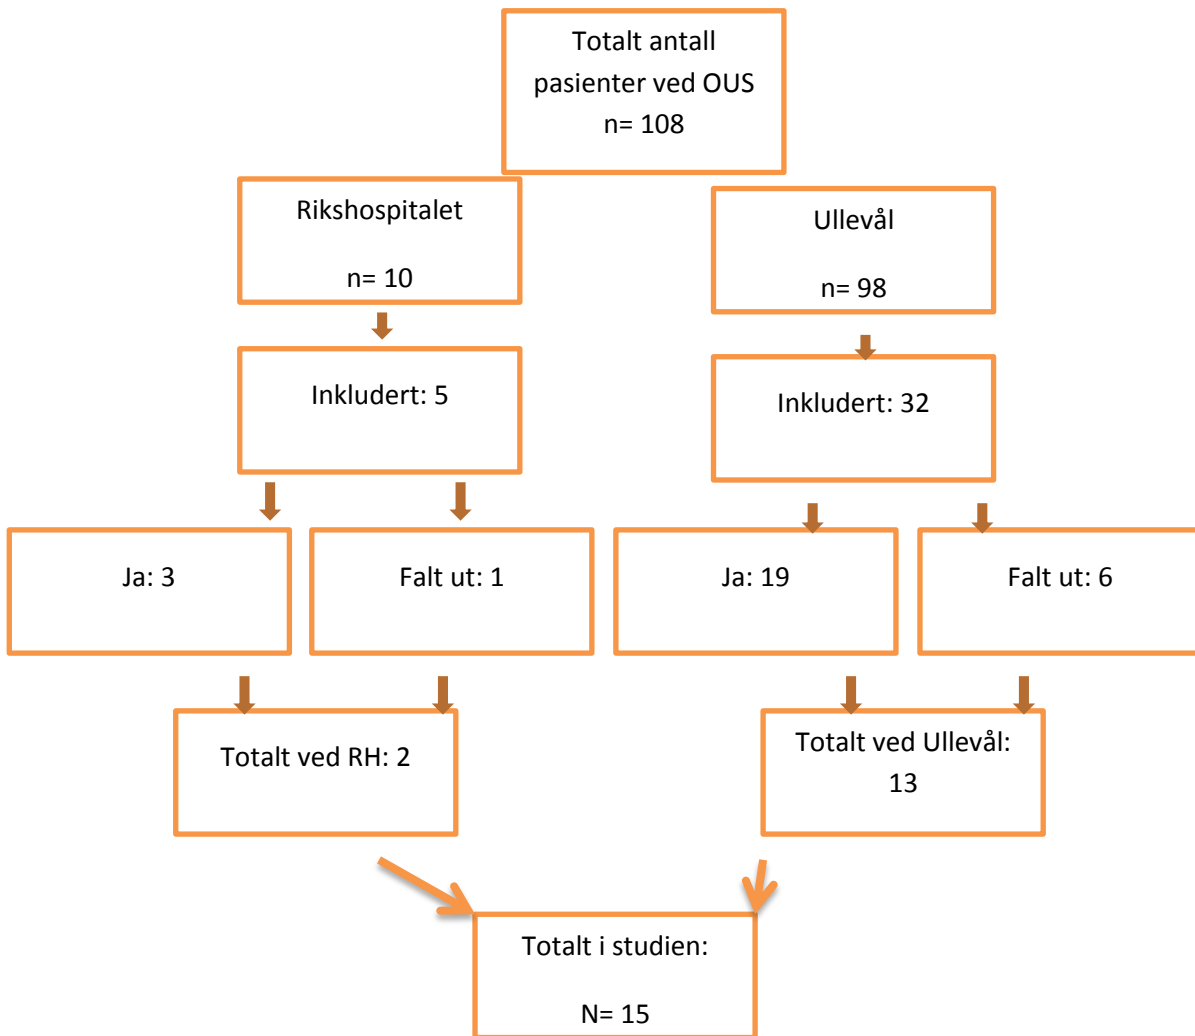 Totalt antall
pasienter ved OUS
n= 108
Rikshospitalet
n= 10
Ullevål
n= 98
Inkludert: 5
Inkludert: 32
Ja: 3
Falt ut: 1
Ja: 19
Falt ut: 6
Totalt ved RH: 2
Totalt ved Ullevål:
13
Totalt i studien:
N= 15